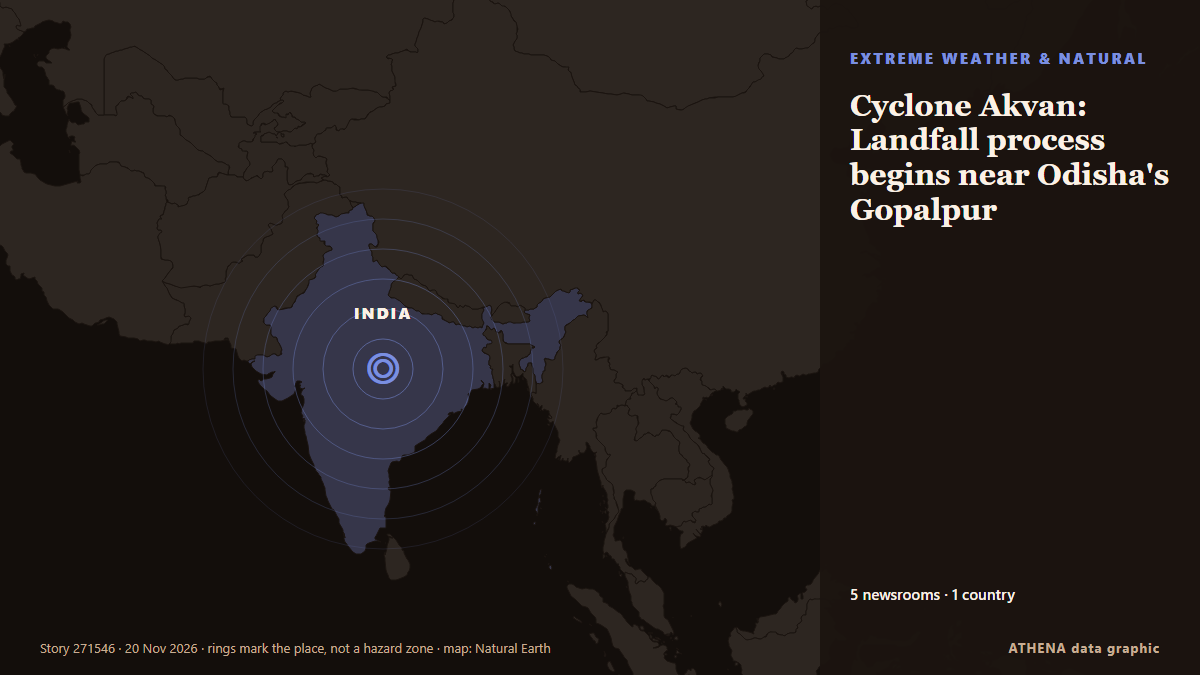 EXTREME WEATHER & NATURAL
Cyclone Akvan:
Landfall process
begins near Odisha's
Gopalpur
INDIA
5 newsrooms · 1 country
Story 271546 · 20 Nov 2026 · rings mark the place, not a hazard zone · map: Natural Earth
ATHENA data graphic